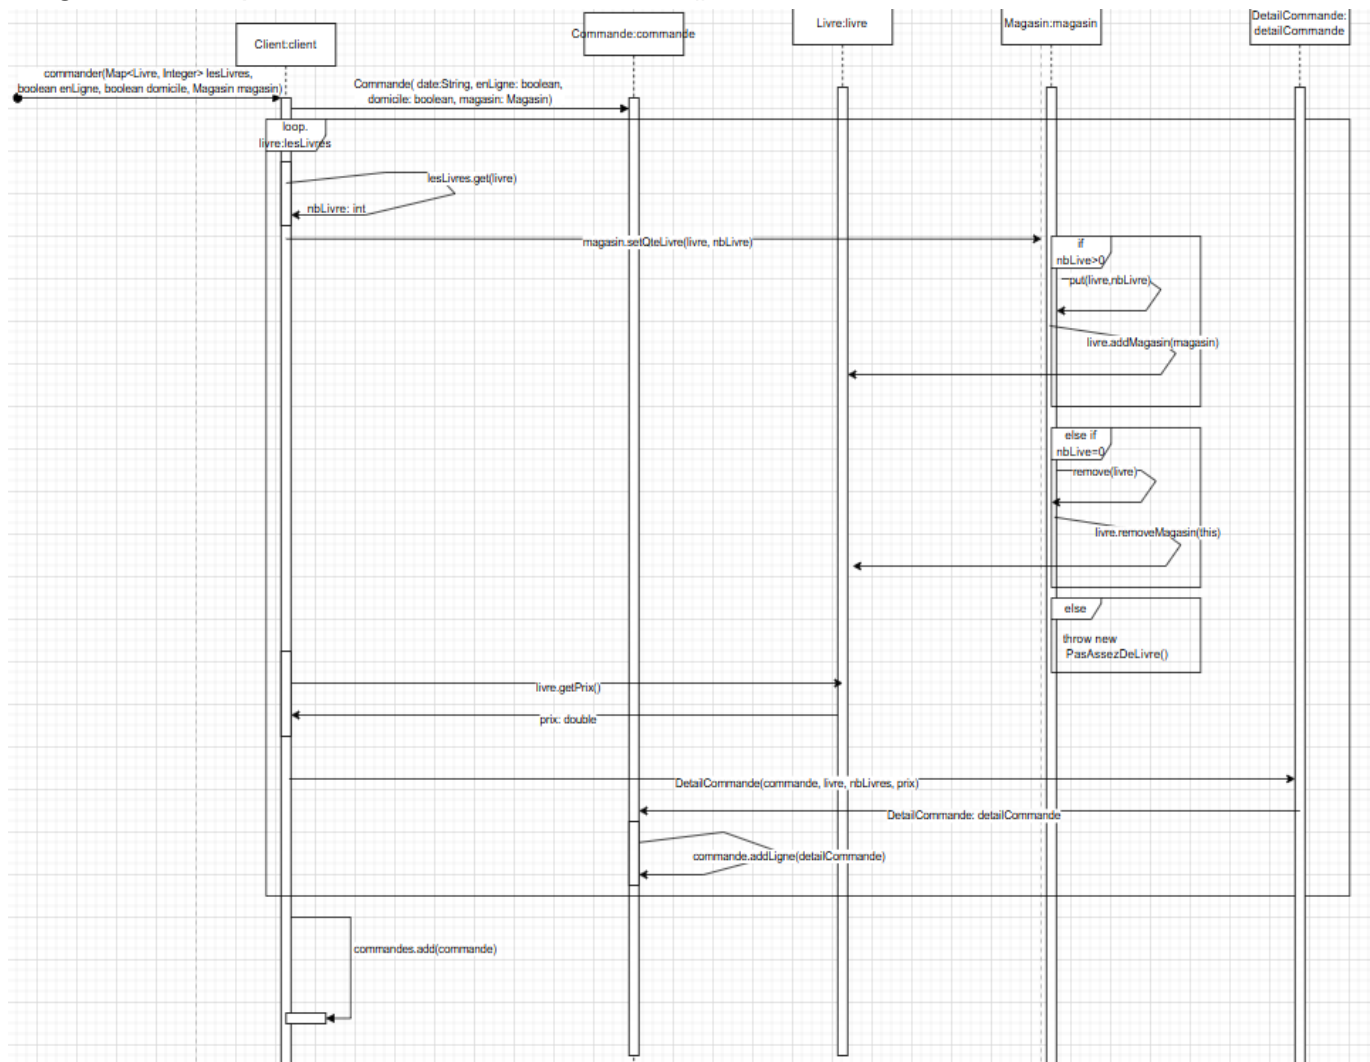 Client:client
Commande:commande
Livre:livre
Magasin:magasin
DetailCommande:
detailCommande
commander(Map<Livre, Integer> lesLivres,
boolean enLigne, boolean domicile, Magasin magasin)
Commande( date:String, enLigne: boolean,
domicile: boolean, magasin: Magasin)
loop.
livre:lesLivres
lesLivres.get(livre)
nbLivre: int
magasin.setQteLivre(livre, nbLivre)
if
nbLive>0
put(livre,nbLivre)
livre.addMagasin(magasin)
else if
nbLive=0
remove(livre)
livre.removeMagasin(this)
else
throw new
PasAssezDeLivre()
livre.getPrix()
prix: double
DetailCommande(commande, livre, nbLivres, prix)
DetailCommande: detailCommande
commande.addLigne(detailCommande)
commandes.add(commande)